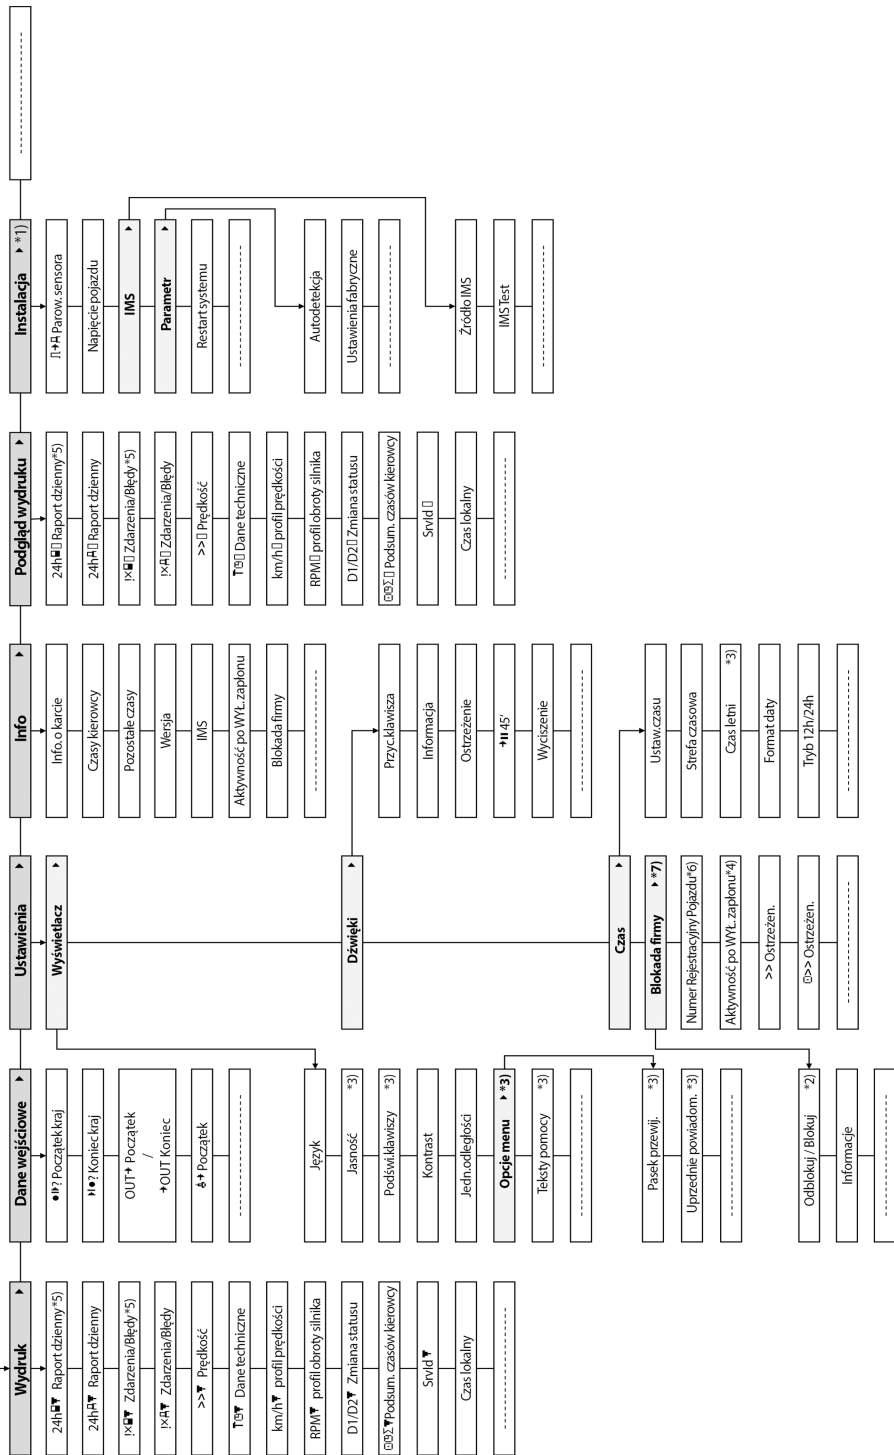 Wydruk ▶
24h■▼ Raport dzienny*5)
24hA▼ Raport dzienny
!×■▼ Zdarzenia/Błędy*5)
!×A▼ Zdarzenia/Błędy
>>▼ Prędkość
T⊙▼ Dane techniczne
km/h▼ profil prędkości
RPM▼ profil obroty silnika
D1/D2▼ Zmiana statusu
⊙Σ▼Podsum. czasów kierowcy
SrvId▼
Czas lokalny
Dane wejściowe ▶
? Początek kraj
? Koniec kraj
OUT→ Początek
/
→OUT Koniec
→ Początek
Język
Jasność *3)
Podświ.klawiszy *3)
Kontrast
Jedn.odległości
Opcje menu ▶ *3)
Teksty pomocy *3)
Pasek przewij. *3)
Uprzednie powiadom. *3)
Odblokuj / Blokuj *2)
Informacje
Ustawienia ▶
Wyświetlacz ▶
Dźwięki ▶
Czas ▶
Blokada firmy ▶ *7)
Numer Rejestracyjny Pojazdu*6)
Aktywność po WYŁ. zapłonu*4)
>> Ostrzeżen.
⊙>> Ostrzeżen.
Info ▶
Info. o karcie
Czasy kierowcy
Pozostałe czasy
Wersja
IMS
Aktywność po WYŁ. zapłonu
Blokada firmy
Przyc.klawisza
Informacja
Ostrzeżenie
→II 45'
Wyciszenie
Ustaw.czasu
Strefa czasowa
Czas letni *3)
Format daty
Tryb 12h/24h
Podgląd wydruku ▶
24h■▯ Raport dzienny*5)
24hA▯ Raport dzienny
!×■▯ Zdarzenia/Błędy*5)
!×A▯ Zdarzenia/Błędy
>>▯ Prędkość
T⊙▯ Dane techniczne
km/h▯ profil prędkości
RPM▯ profil obroty silnika
D1/D2▯ Zmiana statusu
⊙Σ▯ Podsum. czasów kierowcy
SrvId ▯
Czas lokalny
Instalacja ▶ *1)
→A Parow. sensora
Napięcie pojazdu
IMS ▶
Parametr ▶
Restart systemu
Autodetekcja
Ustawienia fabryczne
Źródło IMS
IMS Test